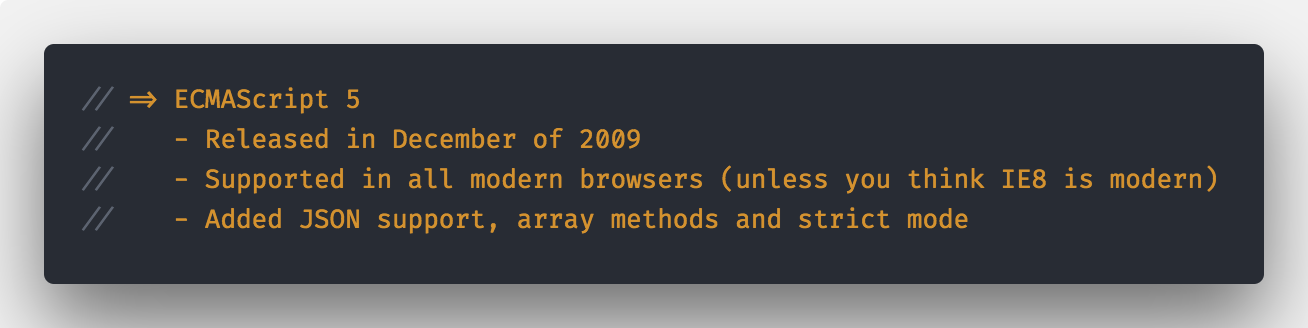 // => ECMAScript 5
//    - Released in December of 2009
//    - Supported in all modern browsers (unless you think IE8 is modern)
//    - Added JSON support, array methods and strict mode